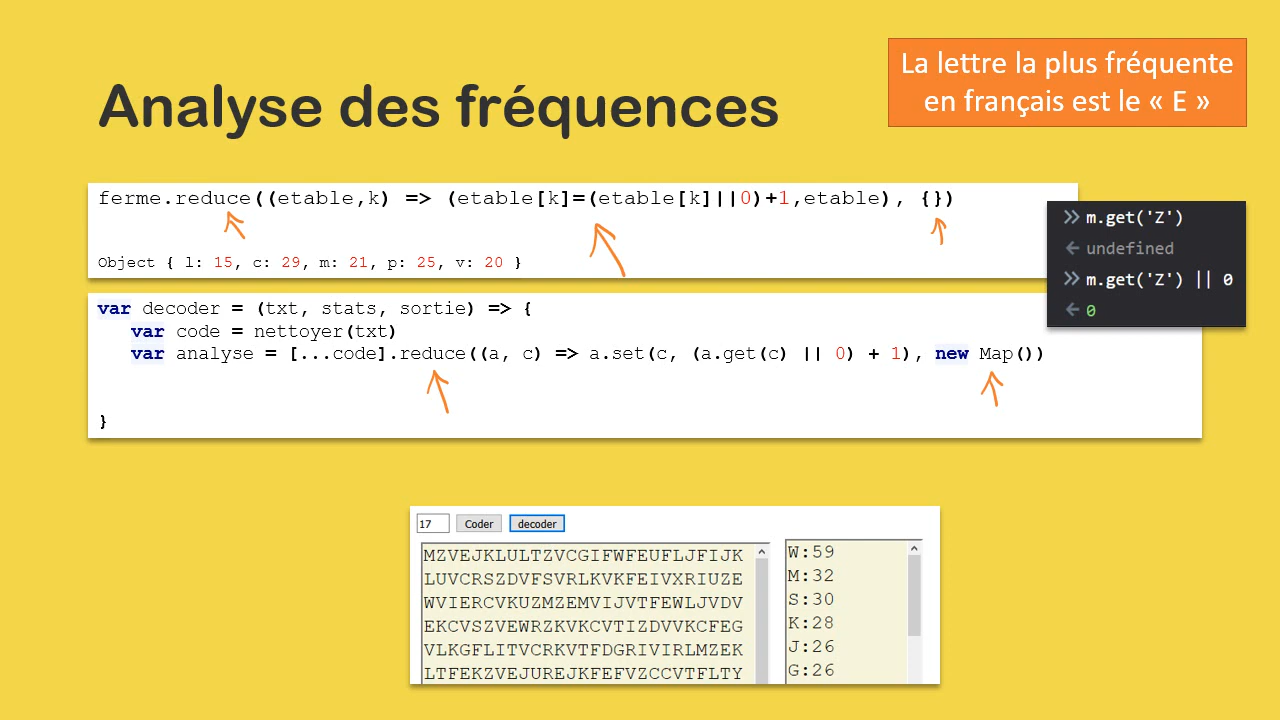 La lettre la plus fréquente
en français est le « E »
Analyse des fréquences
ferme.reduce((etable,k) => (etable[k]=(etable[k]||0)+1,etable), {})
Object { l: 15, c: 29, m: 21, p: 25, v: 20 }
>> m.get('Z')
← undefined
>> m.get('Z') || 0
← 0
var decoder = (txt, stats, sortie) => {
var code = nettoyer(txt)
var analyse = [...code].reduce((a, c) => a.set(c, (a.get(c) || 0) + 1), new Map())
}
17 Coder decoder
MZVEJKLULTZVCGIFWFEUFLJFIJK
LUVCRSZDVFSVRLKVKFEIVXRIUZE
WVIERCVKUZMZEMVIJVTFEWLJVDV
EKCVSZVEWRZKVKCVTIZDVVKCFEG
VLKGFLITVCRKVTFDGRIVIRLMZEK
LTFEKZVEJUREJKFEFVZCCVTFLTY
W:59
M:32
S:30
K:28
J:26
G:26